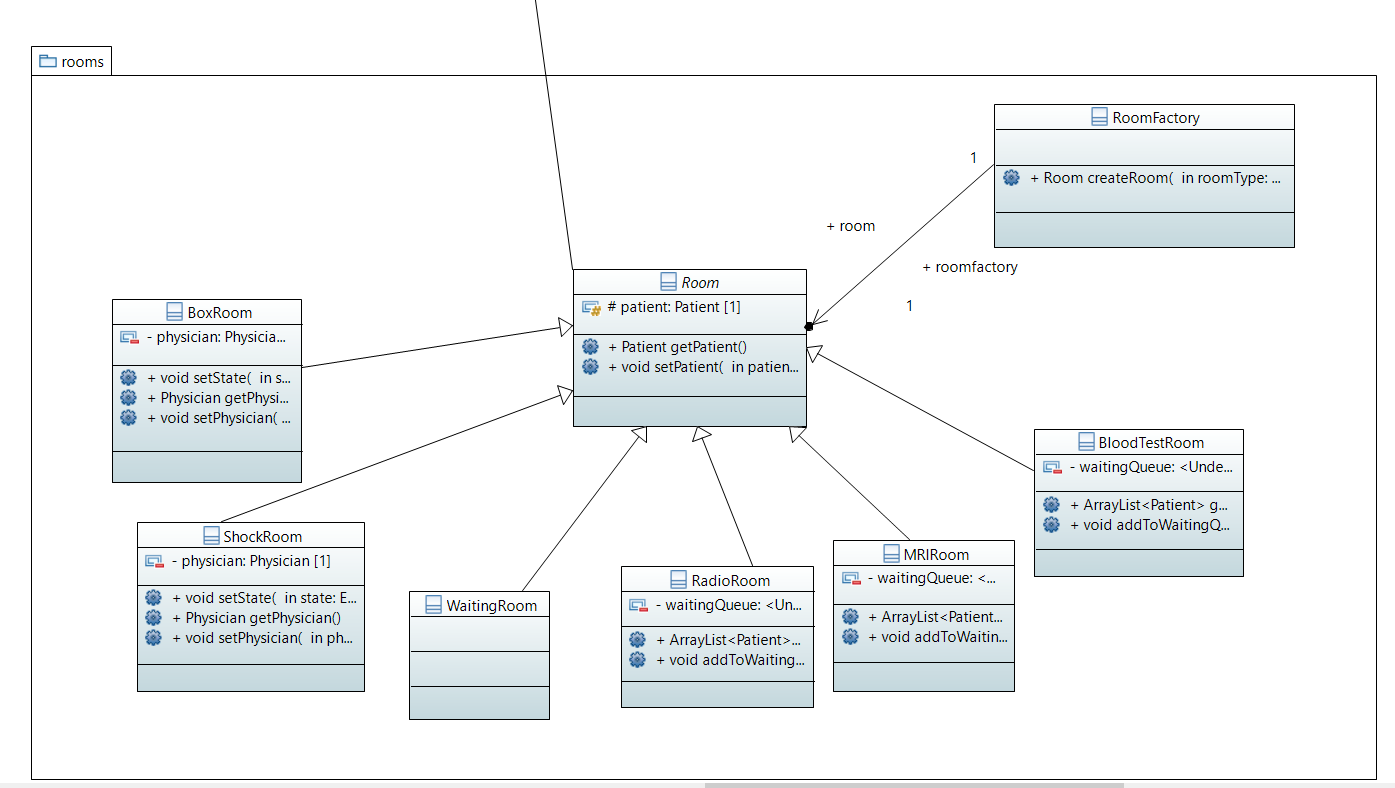 rooms
RoomFactory
+ Room createRoom( in roomType: ...
1
+ room
+ roomfactory
1
Room
# patient: Patient [1]
+ Patient getPatient()
+ void setPatient( in patien...
BoxRoom
- physician: Physicia...
+ void setState( in s...
+ Physician getPhysi...
+ void setPhysician( ...
ShockRoom
- physician: Physician [1]
+ void setState( in state: E...
+ Physician getPhysician()
+ void setPhysician( in ph...
WaitingRoom
RadioRoom
- waitingQueue: <Un...
+ ArrayList<Patient>...
+ void addToWaiting...
MRIRoom
- waitingQueue: <...
+ ArrayList<Patient...
+ void addToWaitin...
BloodTestRoom
- waitingQueue: <Unde...
+ ArrayList<Patient> g...
+ void addToWaitingQ...